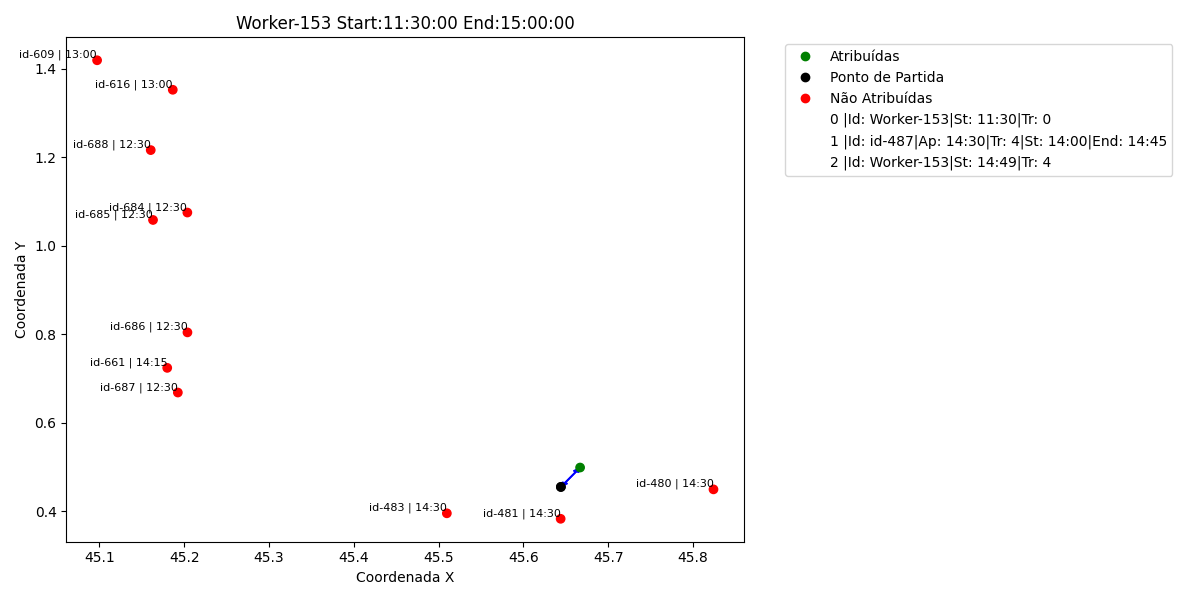 Worker-153 Start:11:30:00 End:15:00:00
Atribuídas
Ponto de Partida
Não Atribuídas
0 |Id: Worker-153|St: 11:30|Tr: 0
1 |Id: id-487|Ap: 14:30|Tr: 4|St: 14:00|End: 14:45
2 |Id: Worker-153|St: 14:49|Tr: 4
id-609 | 13:00
id-616 | 13:00
id-688 | 12:30
id-684 | 12:30
id-685 | 12:30
id-686 | 12:30
id-661 | 14:15
id-687 | 12:30
id-480 | 14:30
id-483 | 14:30
id-481 | 14:30
Coordenada Y
1.4
1.2
1.0
0.8
0.6
0.4
45.1 45.2 45.3 45.4 45.5 45.6 45.7 45.8
Coordenada X